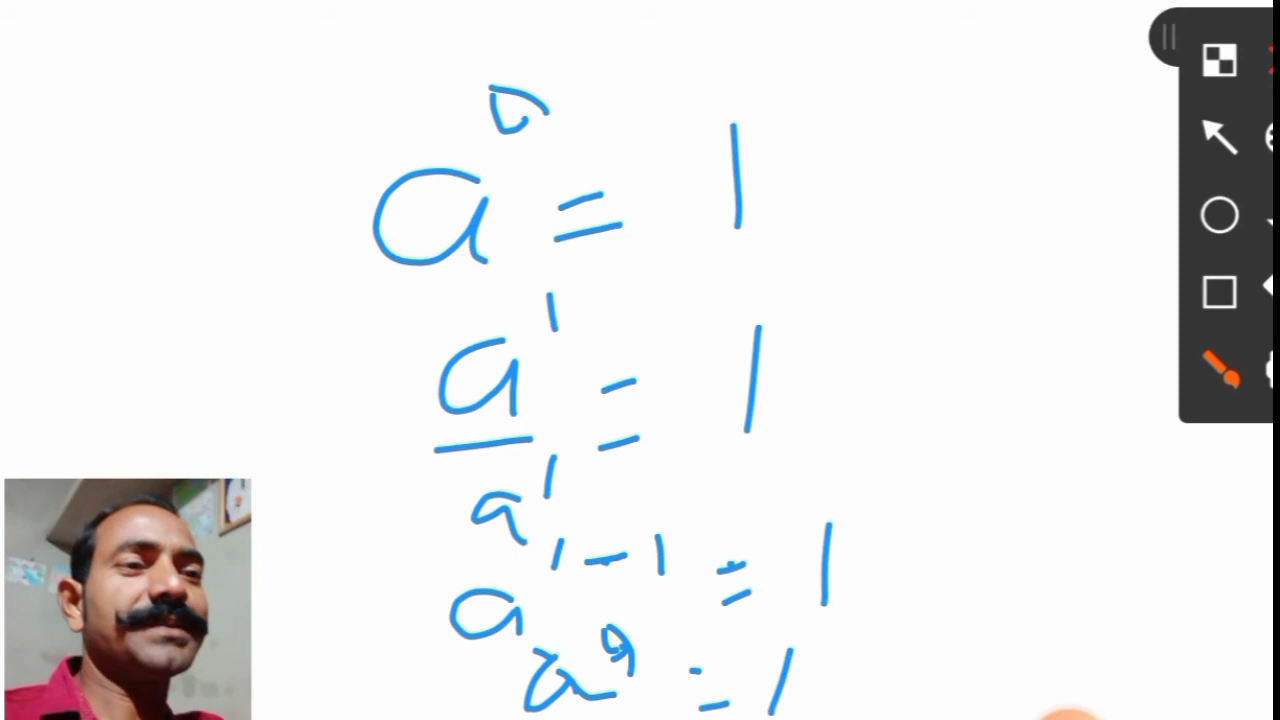 a⁰ = 1
a¹/a¹ = 1
a¹⁻¹ = 1
a⁰ = 1